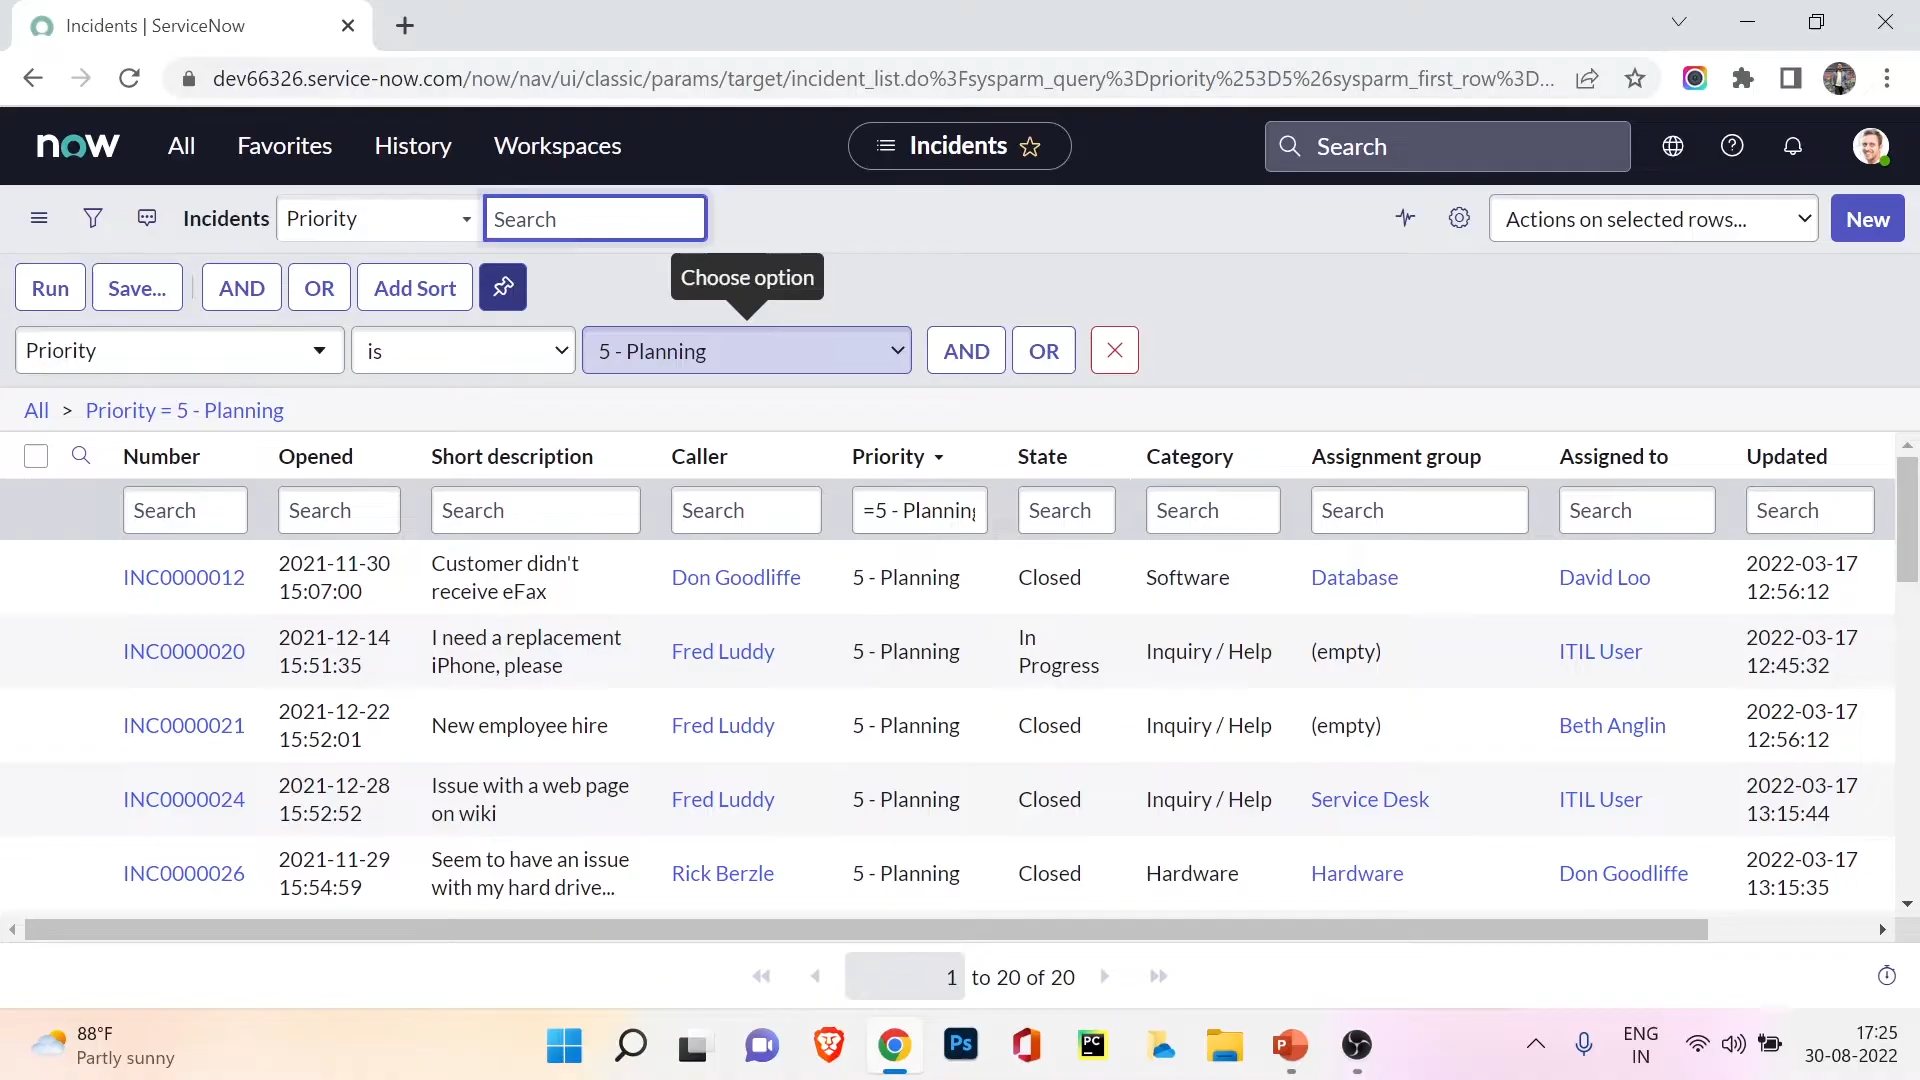 Incidents | ServiceNow
dev66326.service-now.com/now/nav/ui/classic/params/target/incident_list.do%3Fsysparm_query%3Dpriority%253D5%26sysparm_first_row%3D...
now All Favorites History Workspaces Incidents Search
Incidents Priority Search Actions on selected rows... New
Choose option
Run Save... AND OR Add Sort
Priority is 5 - Planning AND OR
All > Priority = 5 - Planning
Number Opened Short description Caller Priority State Category Assignment group Assigned to Updated
Search Search Search Search =5 - Planning Search Search Search Search Search
INC0000012 2021-11-30 15:07:00 Customer didn't receive eFax Don Goodliffe 5 - Planning Closed Software Database David Loo 2022-03-17 12:56:12
INC0000020 2021-12-14 15:51:35 I need a replacement iPhone, please Fred Luddy 5 - Planning In Progress Inquiry / Help (empty) ITIL User 2022-03-17 12:45:32
INC0000021 2021-12-22 15:52:01 New employee hire Fred Luddy 5 - Planning Closed Inquiry / Help (empty) Beth Anglin 2022-03-17 12:56:12
INC0000024 2021-12-28 15:52:52 Issue with a web page on wiki Fred Luddy 5 - Planning Closed Inquiry / Help Service Desk ITIL User 2022-03-17 13:15:44
INC0000026 2021-11-29 15:54:59 Seem to have an issue with my hard drive... Rick Berzle 5 - Planning Closed Hardware Hardware Don Goodliffe 2022-03-17 13:15:35
1 to 20 of 20
88°F
Partly sunny
Ps
PC
P
ENG
IN
17:25
30-08-2022